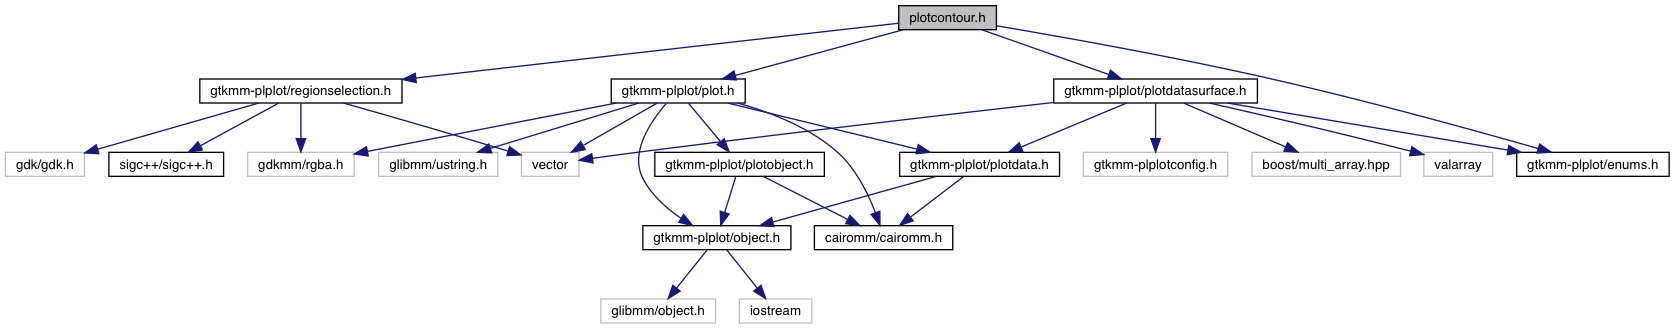 plotcontour.h
gtkmm-plplot/regionselection.h
gtkmm-plplot/plot.h
gtkmm-plplot/plotdatasurface.h
gdk/gdk.h
sigc++/sigc++.h
gdkmm/rgba.h
glibmm/ustring.h
vector
gtkmm-plplot/plotobject.h
gtkmm-plplot/plotdata.h
gtkmm-plplotconfig.h
boost/multi_array.hpp
valarray
gtkmm-plplot/enums.h
gtkmm-plplot/object.h
cairomm/cairomm.h
glibmm/object.h
iostream